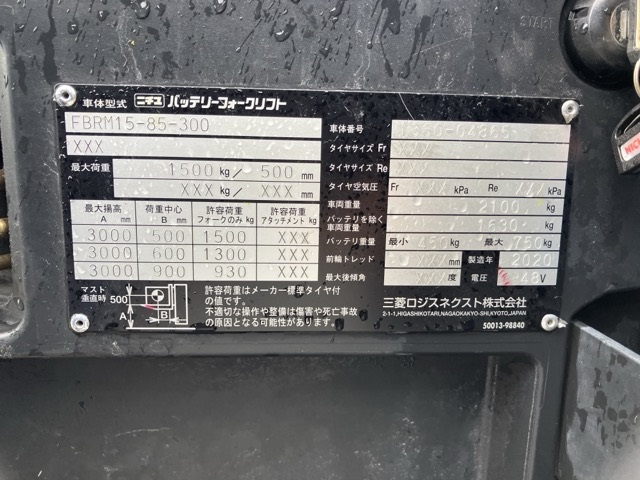 START
車体型式 ニチユ バッテリーフォークリフト
FBRM15-85-300
XXX
最大荷重 1500 kg/ 500 mm
XXX kg/ XXX mm
最大揚高 A mm 荷重中心 B mm 許容荷重 フォークのみ kg 許容荷重 アタッチメント kg
3000 500 1500 XXX
3000 600 1300 XXX
3000 900 930 XXX
マスト垂直時 500 A B
許容荷重はメーカー標準タイヤ付の値です。
不適切な操作や整備は傷害や死亡事故の原因となる可能性があります。
車体番号
タイヤサイズ Fr XXX
タイヤサイズ Re
タイヤ空気圧 Fr XXX kPa Re XXX kPa
車両重量 2100 kg
バッテリを除く車両重量 1630 kg
バッテリ重量 最小 450 kg 最大 750 kg
前輪トレッド F XXX mm 製造年 2020
最大後傾角 XXX 度 電圧 48 V
三菱ロジスネクスト株式会社
2-1-1,HIGASHIKOTARI,NAGAOKAKYO-SHI,KYOTO,JAPAN
50013-98840
NICH